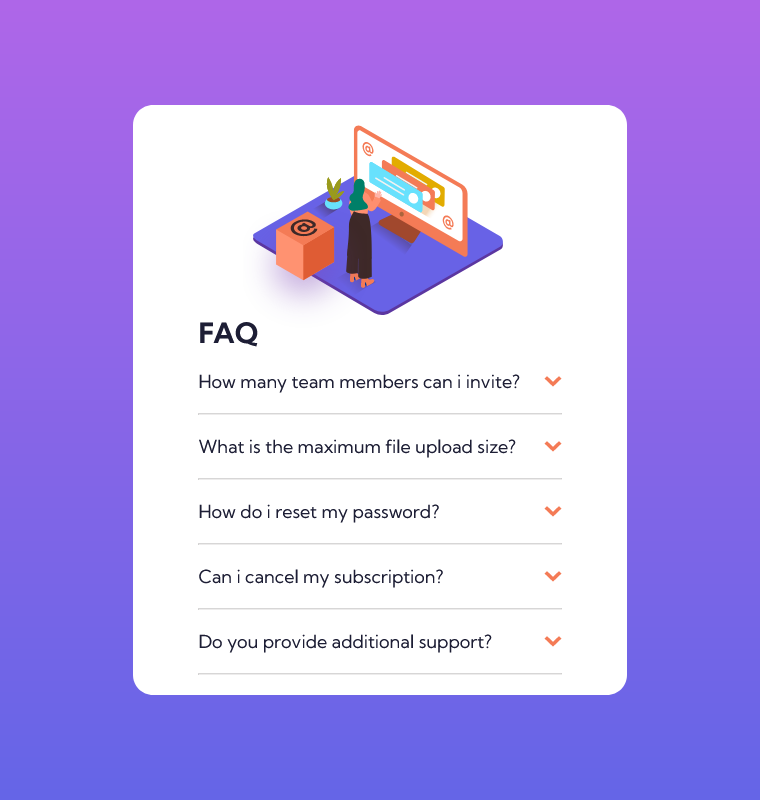 @
@
@
FAQ
How many team members can i invite?
What is the maximum file upload size?
How do i reset my password?
Can i cancel my subscription?
Do you provide additional support?